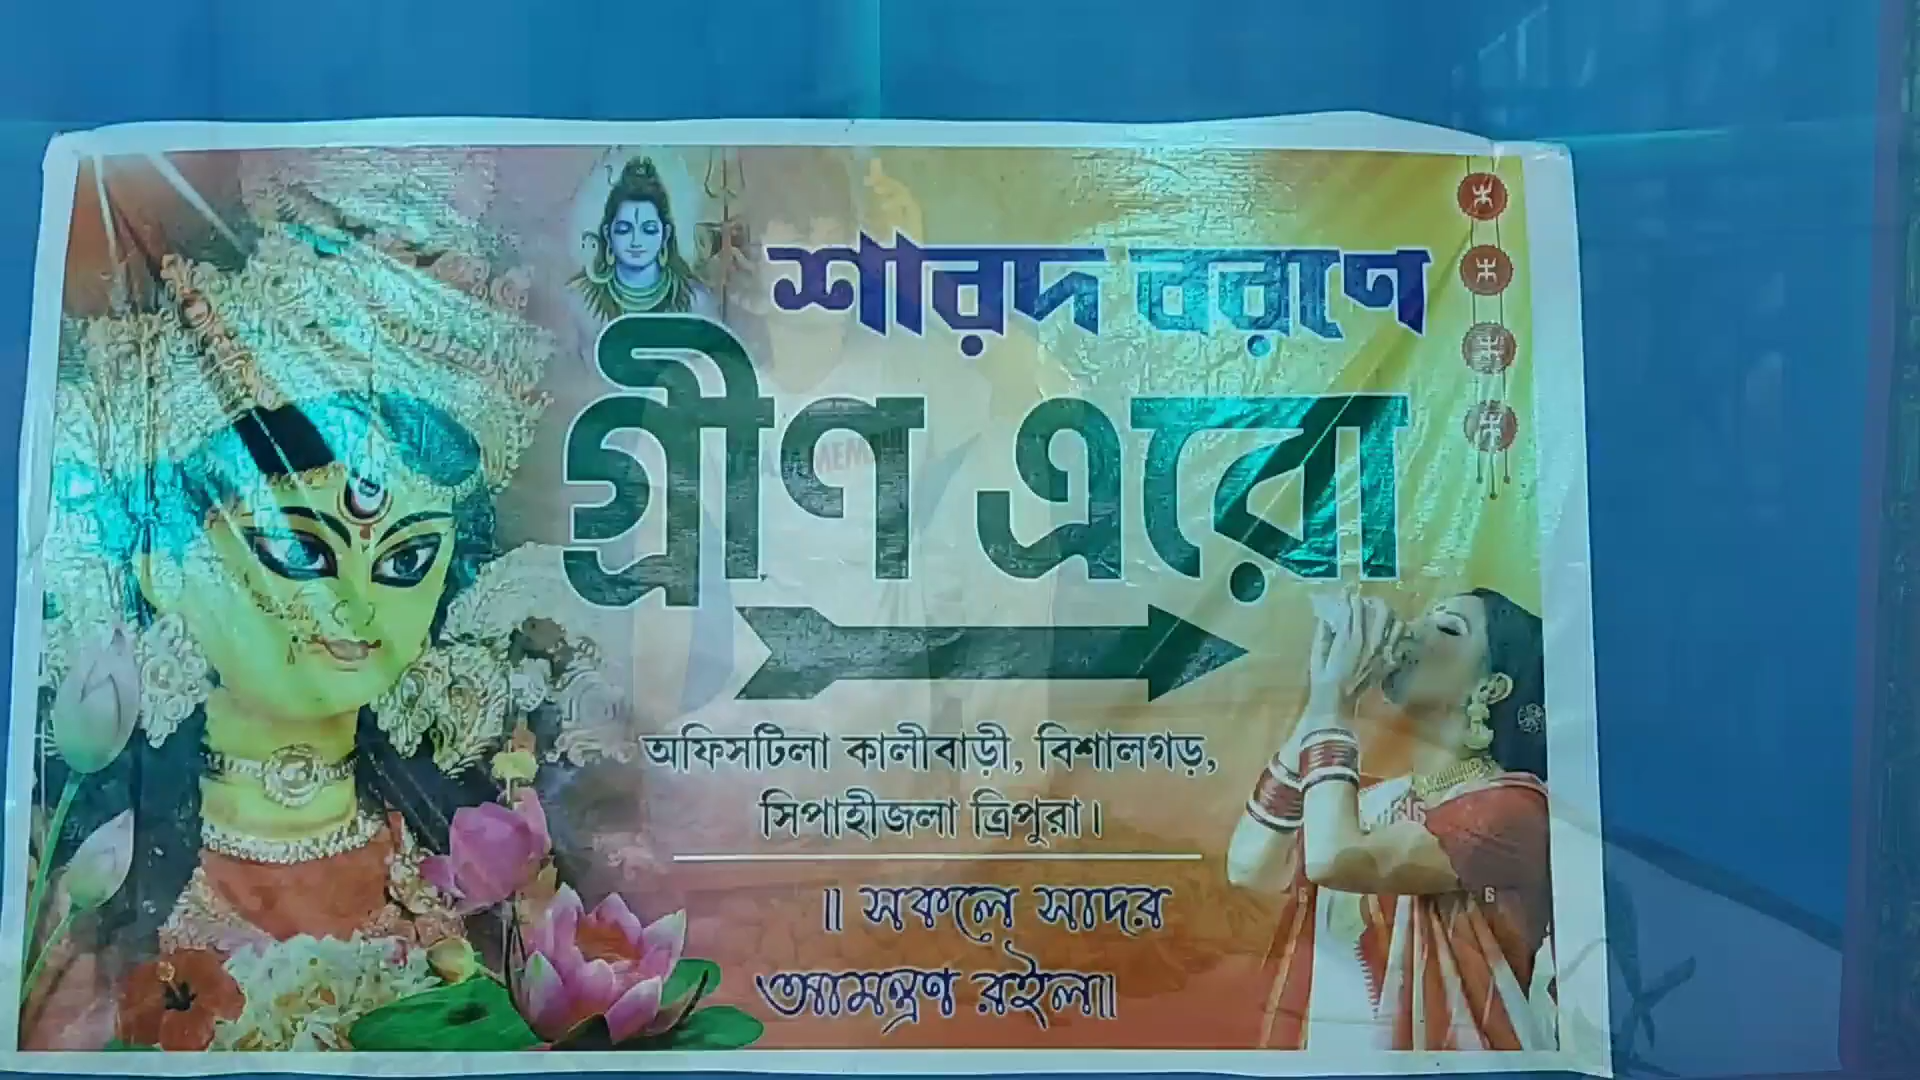 শারদ বরণে
গ্রীণ এরো
অফিসটিলা কালীবাড়ী, বিশালগড়,
সিপাহীজলা ত্রিপুরা।
॥ সকলে সাদর
আমন্ত্রণ রইল॥